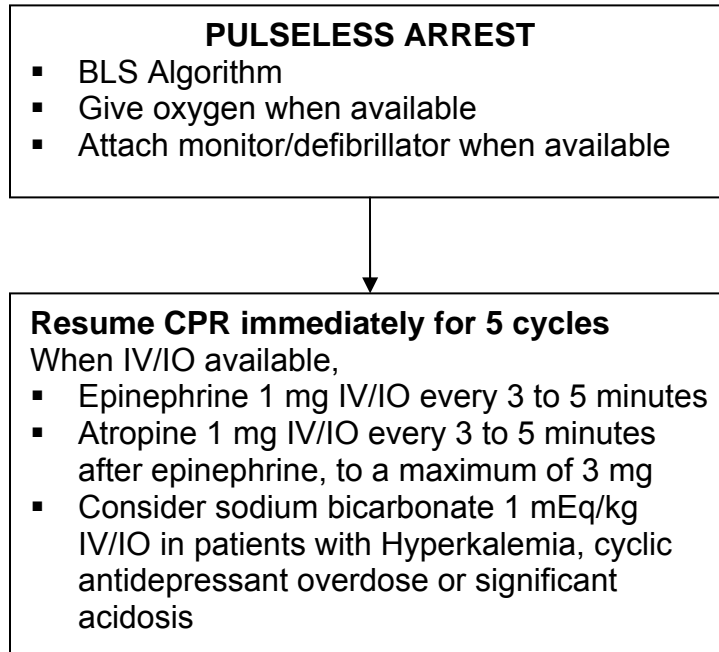 PULSELESS ARREST
▪ BLS Algorithm
▪ Give oxygen when available
▪ Attach monitor/defibrillator when available
Resume CPR immediately for 5 cycles
When IV/IO available,
▪ Epinephrine 1 mg IV/IO every 3 to 5 minutes
▪ Atropine 1 mg IV/IO every 3 to 5 minutes
after epinephrine, to a maximum of 3 mg
▪ Consider sodium bicarbonate 1 mEq/kg
IV/IO in patients with Hyperkalemia, cyclic
antidepressant overdose or significant
acidosis